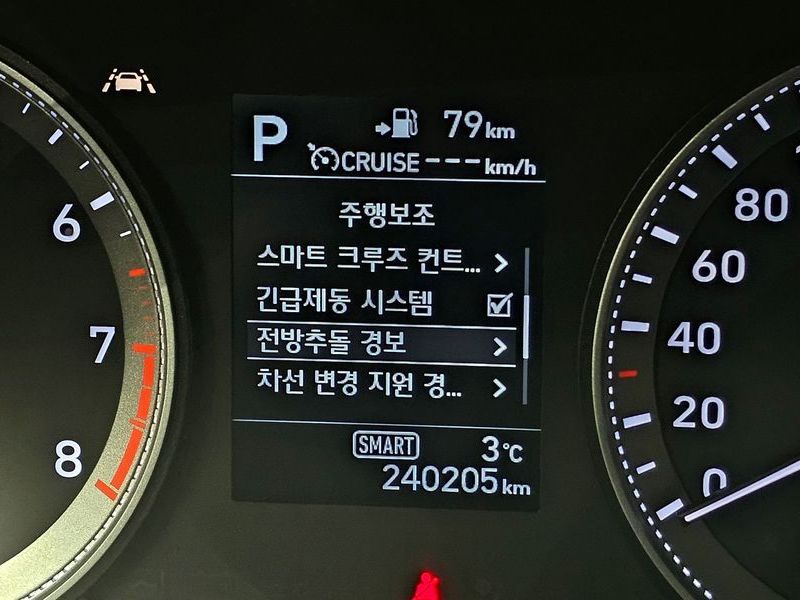 P
79km
CRUISE---km/h
주행보조
스마트 크루즈 컨트...
긴급제동 시스템
전방추돌 경보
차선 변경 지원 경...
SMART
3°C
240205km
6
7
8
80
60
40
20
0